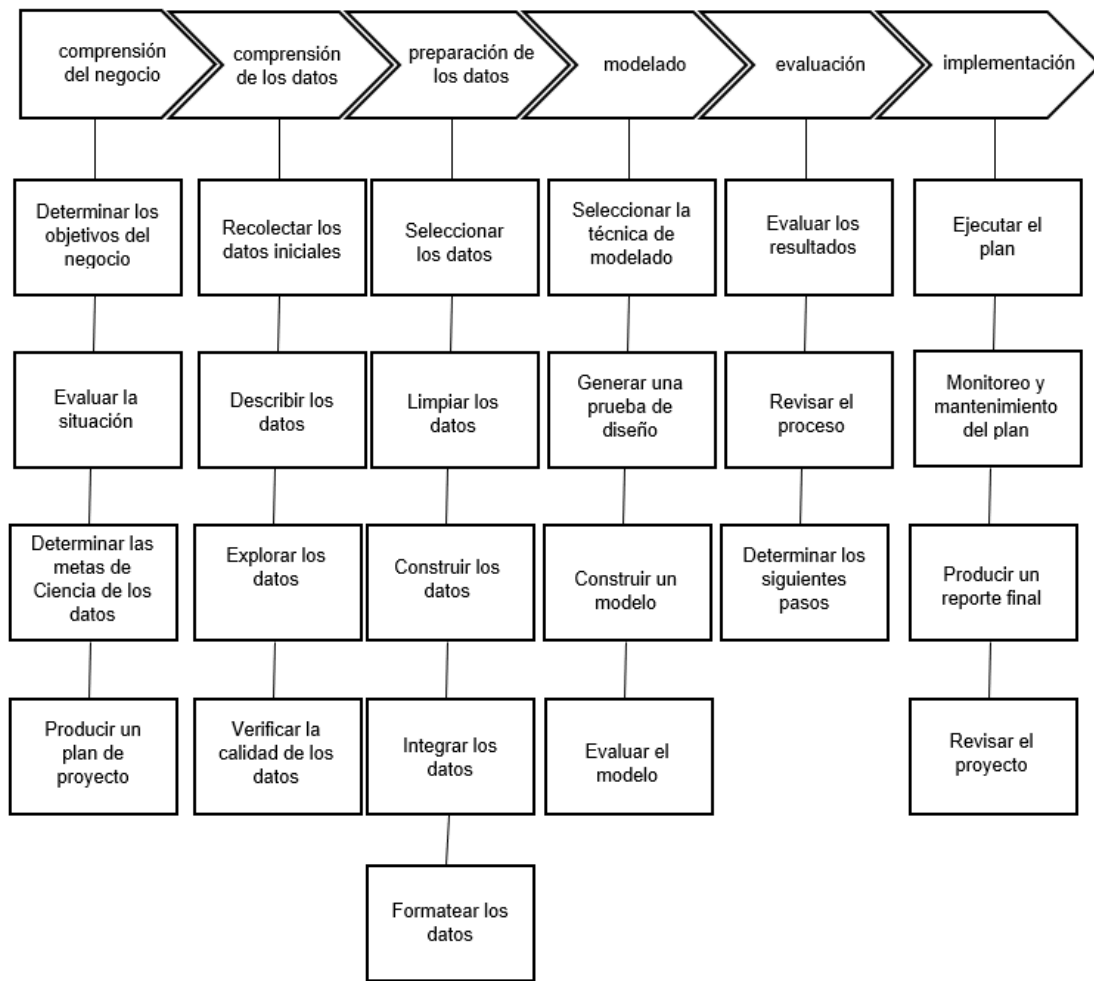 comprensión
del negocio
comprensión
de los datos
preparación de
los datos
modelado
evaluación
implementación
Determinar los
objetivos del
negocio
Recolectar los
datos iniciales
Seleccionar
los datos
Seleccionar la
técnica de
modelado
Evaluar los
resultados
Ejecutar el
plan
Evaluar la
situación
Describir los
datos
Limpiar los
datos
Generar una
prueba de
diseño
Revisar el
proceso
Monitoreo y
mantenimiento
del plan
Determinar las
metas de
Ciencia de los
datos
Explorar los
datos
Construir los
datos
Construir un
modelo
Determinar los
siguientes
pasos
Producir un
reporte final
Producir un
plan de
proyecto
Verificar la
calidad de los
datos
Integrar los
datos
Evaluar el
modelo
Revisar el
proyecto
Formatear los
datos